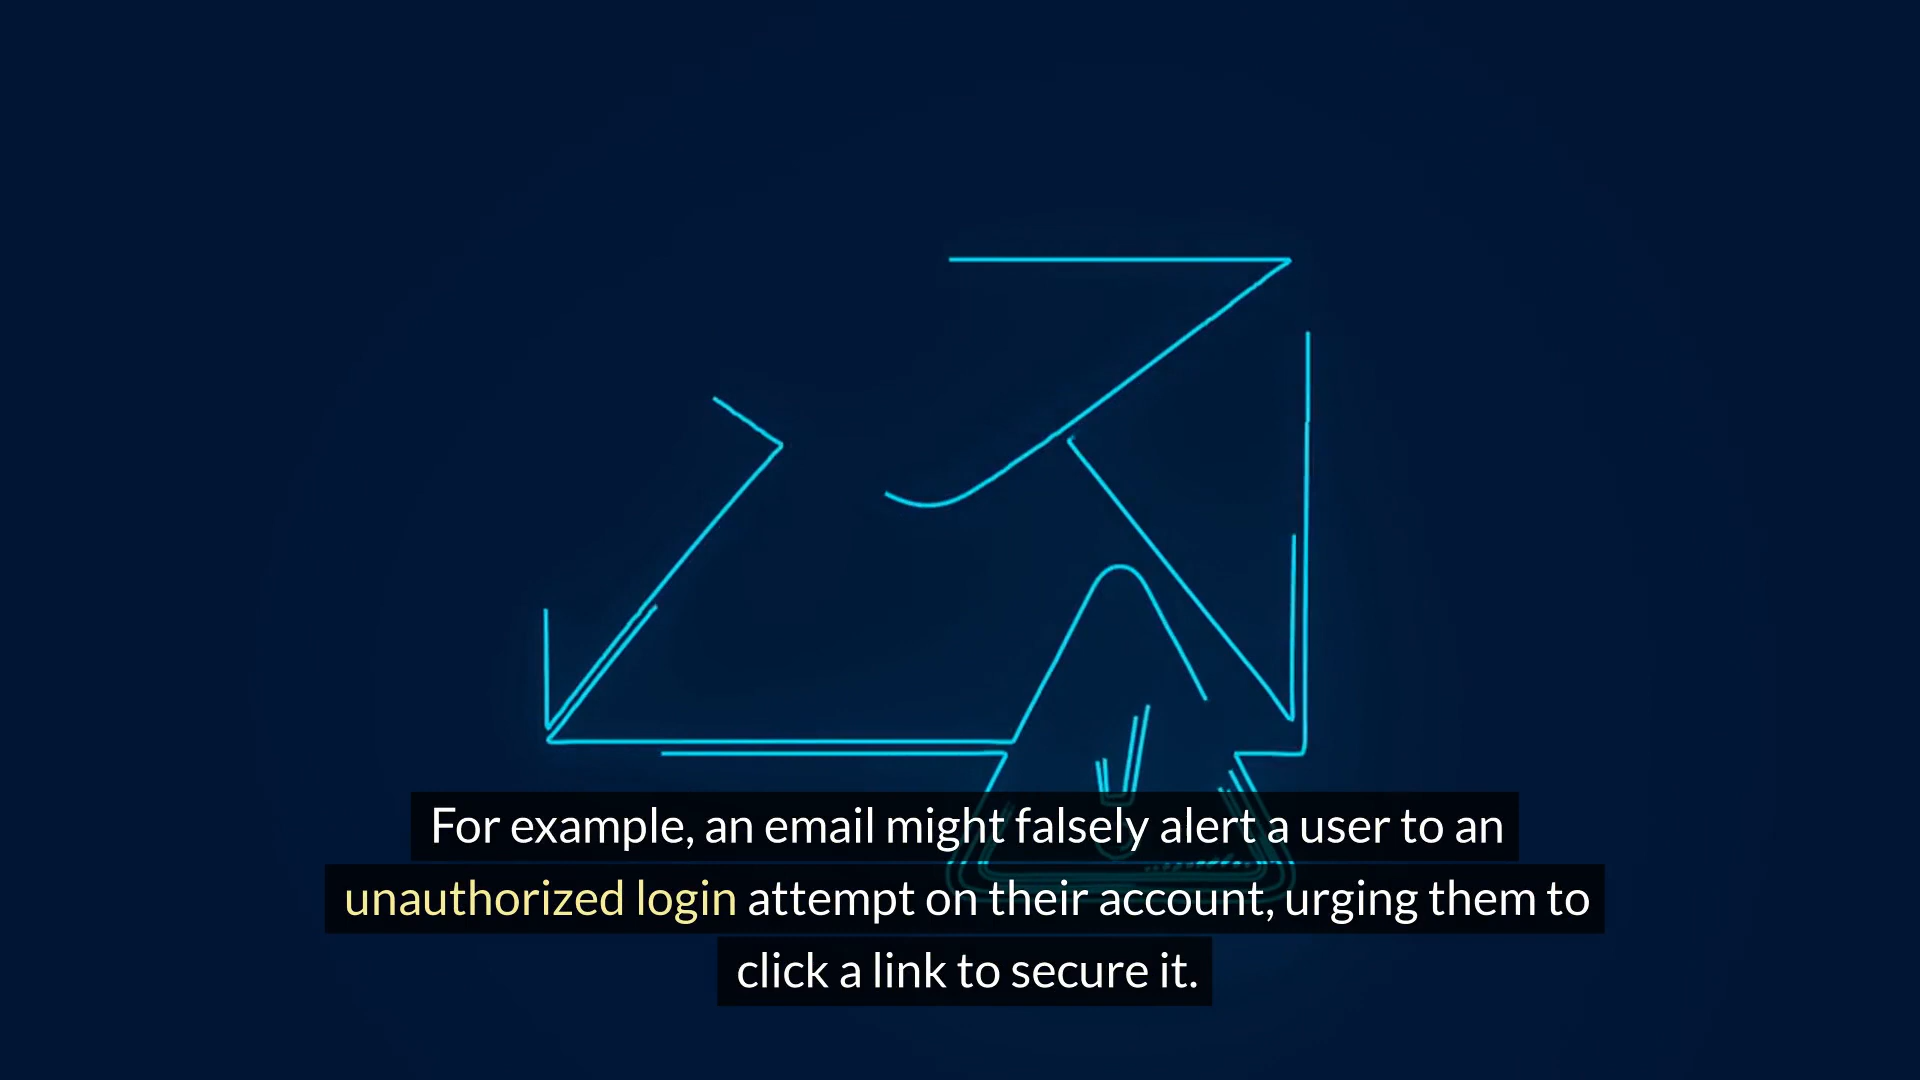 For example, an email might falsely alert a user to an
unauthorized login attempt on their account, urging them to
click a link to secure it.